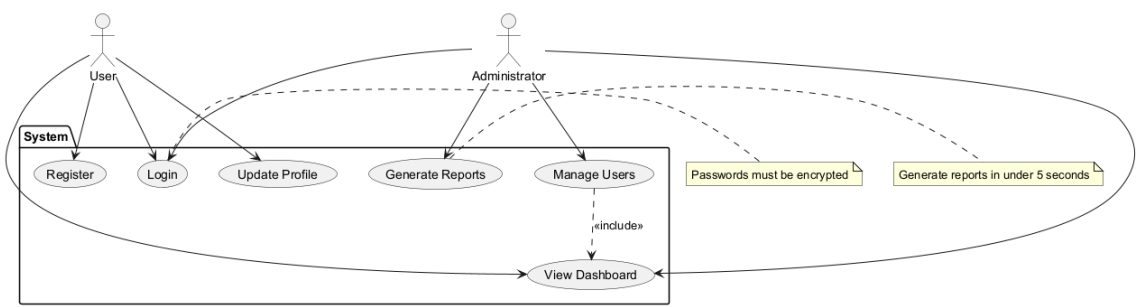 User
Administrator
System
Register
Login
Update Profile
Generate Reports
Manage Users
Passwords must be encrypted
Generate reports in under 5 seconds
«include»
View Dashboard